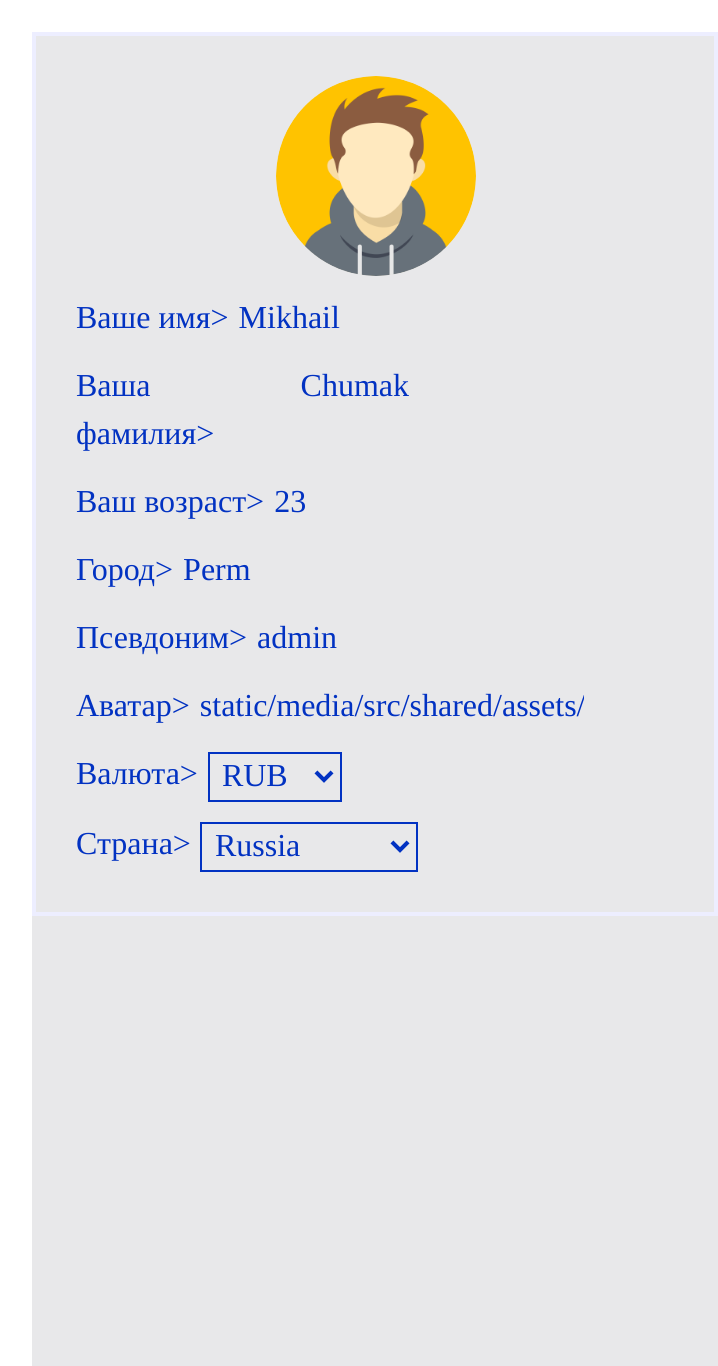 Ваше имя> Mikhail
Ваша Chumak
фамилия>
Ваш возраст> 23
Город> Perm
Псевдоним> admin
Аватар> static/media/src/shared/assets/
Валюта> RUB
Страна> Russia